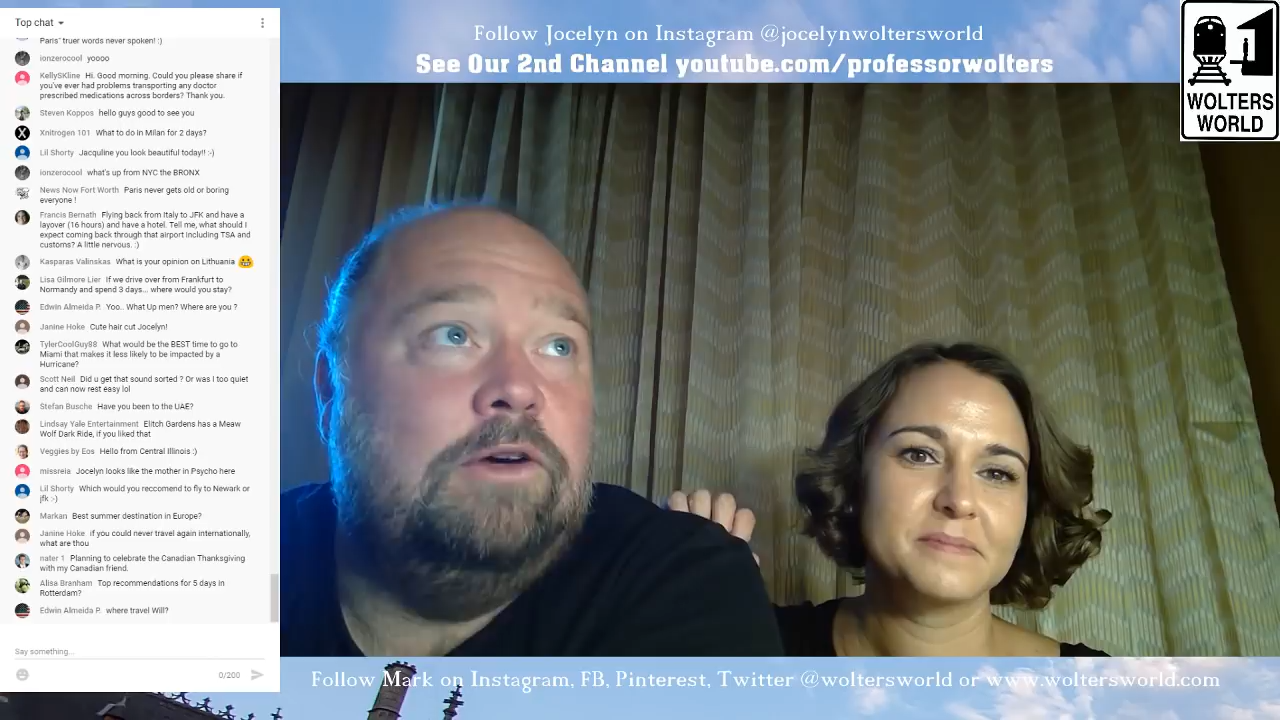 Top chat
Paris" truer words never spoken! :)
ionzerocool yoooo
KellySKline Hi. Good morning. Could you please share if
you've ever had problems transporting any doctor
prescribed medications across borders? Thank you.
Steven Koppos hello guys good to see you
Xnitrogen 101 What to do in Milan for 2 days?
Lil Shorty Jacquline you look beautiful today!! :-)
ionzerocool what's up from NYC the BRONX
News Now Fort Worth Paris never gets old or boring
everyone !
Francis Bernath Flying back from Italy to JFK and have a
layover (16 hours) and have a hotel. Tell me, what should I
expect coming back through that airport including TSA and
customs? A little nervous. :)
Kasparas Valinskas What is your opinion on Lithuania
Lisa Gilmore Lier If we drive over from Frankfurt to
Normandy and spend 3 days... where would you stay?
Edwin Almeida P. Yoo.. What Up men? Where are you ?
Janine Hoke Cute hair cut Jocelyn!
TylerCoolGuy88 What would be the BEST time to go to
Miami that makes it less likely to be impacted by a
Hurricane?
Scott Neil Did u get that sound sorted ? Or was I too quiet
and can now rest easy lol
Stefan Busche Have you been to the UAE?
Lindsay Yale Entertainment Elitch Gardens has a Meaw
Wolf Dark Ride, if you liked that
Veggies by Eos Hello from Central Illinois :)
missreia Jocelyn looks like the mother in Psycho here
Lil Shorty Which would you reccomend to fly to Newark or
jfk :-)
Markan Best summer destination in Europe?
Janine Hoke if you could never travel again internationally,
what are thou
nater 1 Planning to celebrate the Canadian Thanksgiving
with my Canadian friend.
Alisa Branham Top recommendations for 5 days in
Rotterdam?
Edwin Almeida P. where travel Will?
Say something...
0/200
Follow Jocelyn on Instagram @jocelynwoltersworld
See Our 2nd Channel youtube.com/professorwolters
WOLTERS
WORLD
Follow Mark on Instagram, FB, Pinterest, Twitter @woltersworld or www.woltersworld.com